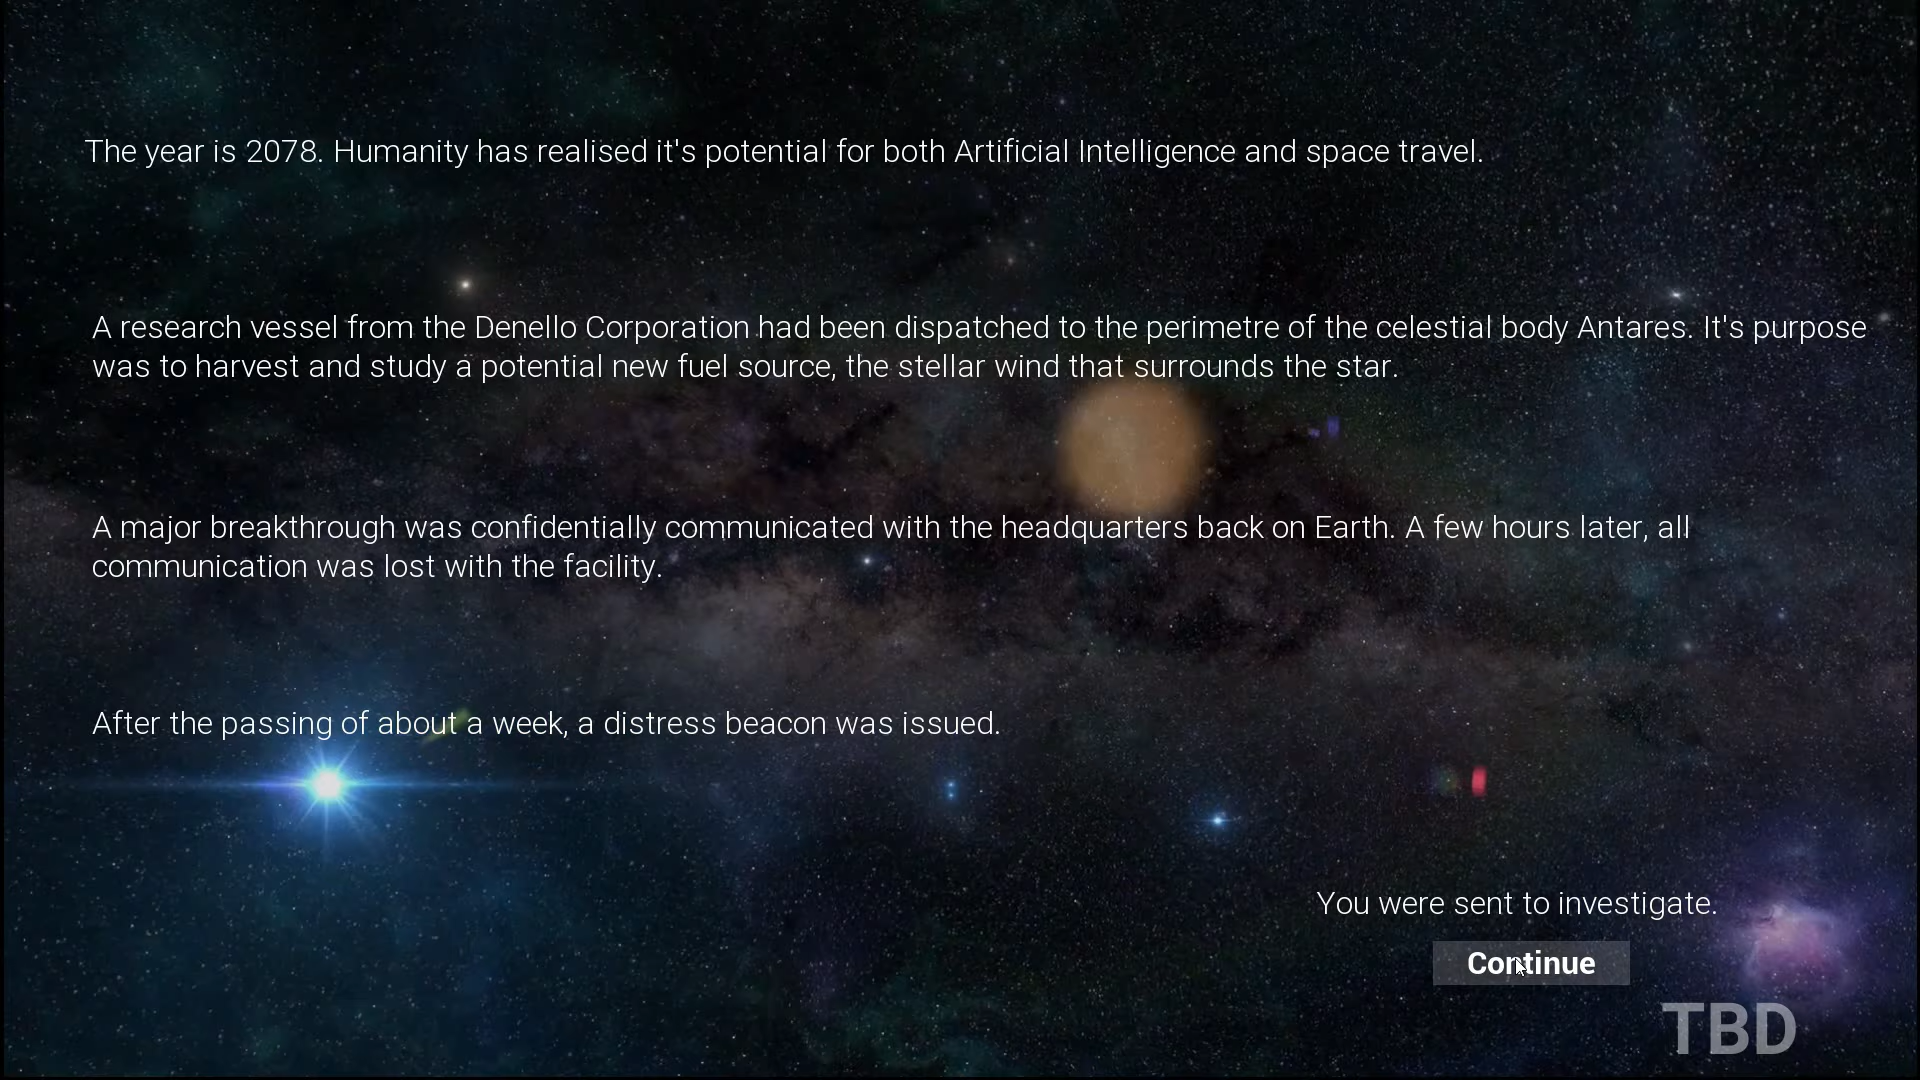 The year is 2078. Humanity has realised it's potential for both Artificial Intelligence and space travel.
A research vessel from the Denello Corporation had been dispatched to the perimetre of the celestial body Antares. It's purpose
was to harvest and study a potential new fuel source, the stellar wind that surrounds the star.
A major breakthrough was confidentially communicated with the headquarters back on Earth. A few hours later, all
communication was lost with the facility.
After the passing of about a week, a distress beacon was issued.
You were sent to investigate.
Continue
TBD